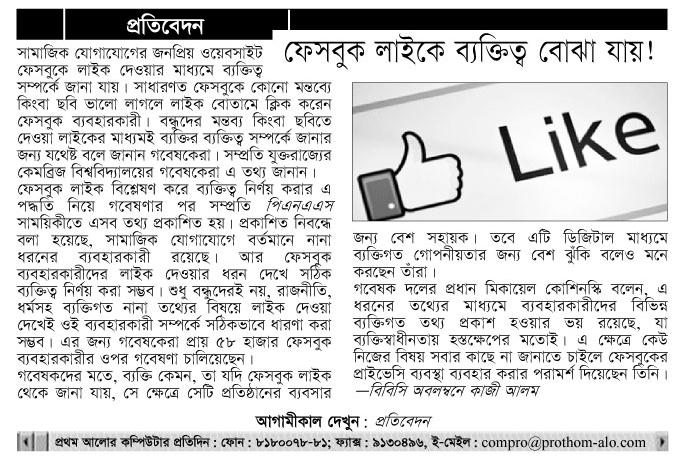 প্রতিবেদন
ফেসবুক লাইকে ব্যক্তিত্ব বোঝা যায়!
সামাজিক যোগাযোগের জনপ্রিয় ওয়েবসাইট
ফেসবুকে লাইক দেওয়ার মাধ্যমে ব্যক্তিত্ব
সম্পর্কে জানা যায়। সাধারণত ফেসবুকে কোনো মন্তব্যে
কিংবা ছবি ভালো লাগলে লাইক বোতামে ক্লিক করেন
ফেসবুক ব্যবহারকারী। বন্ধুদের মন্তব্য কিংবা ছবিতে
দেওয়া লাইকের মাধ্যমই ব্যক্তির ব্যক্তিত্ব সম্পর্কে জানার
জন্য যথেষ্ট বলে জানান গবেষকেরা। সম্প্রতি যুক্তরাজ্যের
কেমব্রিজ বিশ্ববিদ্যালয়ের গবেষকেরা এ তথ্য জানান।
ফেসবুক লাইক বিশ্লেষণ করে ব্যক্তিত্ব নির্ণয় করার এ
পদ্ধতি নিয়ে গবেষণার পর সম্প্রতি পিএনএএস
সাময়িকীতে এসব তথ্য প্রকাশিত হয়। প্রকাশিত নিবন্ধে
বলা হয়েছে, সামাজিক যোগাযোগে বর্তমানে নানা
ধরনের ব্যবহারকারী রয়েছে। আর ফেসবুক
ব্যবহারকারীদের লাইক দেওয়ার ধরন দেখে সঠিক
ব্যক্তিত্ব নির্ণয় করা সম্ভব। শুধু বন্ধুদেরই নয়, রাজনীতি,
ধর্মসহ ব্যক্তিগত নানা তথ্যের বিষয়ে লাইক দেওয়া
দেখেই ওই ব্যবহারকারী সম্পর্কে সঠিকভাবে ধারণা করা
সম্ভব। এর জন্য গবেষকেরা প্রায় ৫৮ হাজার ফেসবুক
ব্যবহারকারীর ওপর গবেষণা চালিয়েছেন।
গবেষকদের মতে, ব্যক্তি কেমন, তা যদি ফেসবুক লাইক
থেকে জানা যায়, সে ক্ষেত্রে সেটি প্রতিষ্ঠানের ব্যবসার
Like
জন্য বেশ সহায়ক। তবে এটি ডিজিটাল মাধ্যমে
ব্যক্তিগত গোপনীয়তার জন্য বেশ ঝুঁকি বলেও মনে
করছেন তাঁরা।
গবেষক দলের প্রধান মিকায়েল কোশিনস্কি বলেন, এ
ধরনের তথ্যের মাধ্যমে ব্যবহারকারীদের বিভিন্ন
ব্যক্তিগত তথ্য প্রকাশ হওয়ার ভয় রয়েছে, যা
ব্যক্তিস্বাধীনতায় হস্তক্ষেপের মতোই। এ ক্ষেত্রে কেউ
নিজের বিষয় সবার কাছে না জানাতে চাইলে ফেসবুকের
প্রাইভেসি ব্যবস্থা ব্যবহার করার পরামর্শ দিয়েছেন তিনি।
—বিবিসি অবলম্বনে কাজী আলম
আগামীকাল দেখুন : প্রতিবেদন
প্রথম আলোর কম্পিউটার প্রতিদিন : ফোন : ৮১৮০০৭৮-৮১; ফ্যাক্স : ৯১৩০৪৯৬, ই-মেইল : compro@prothom-alo.com